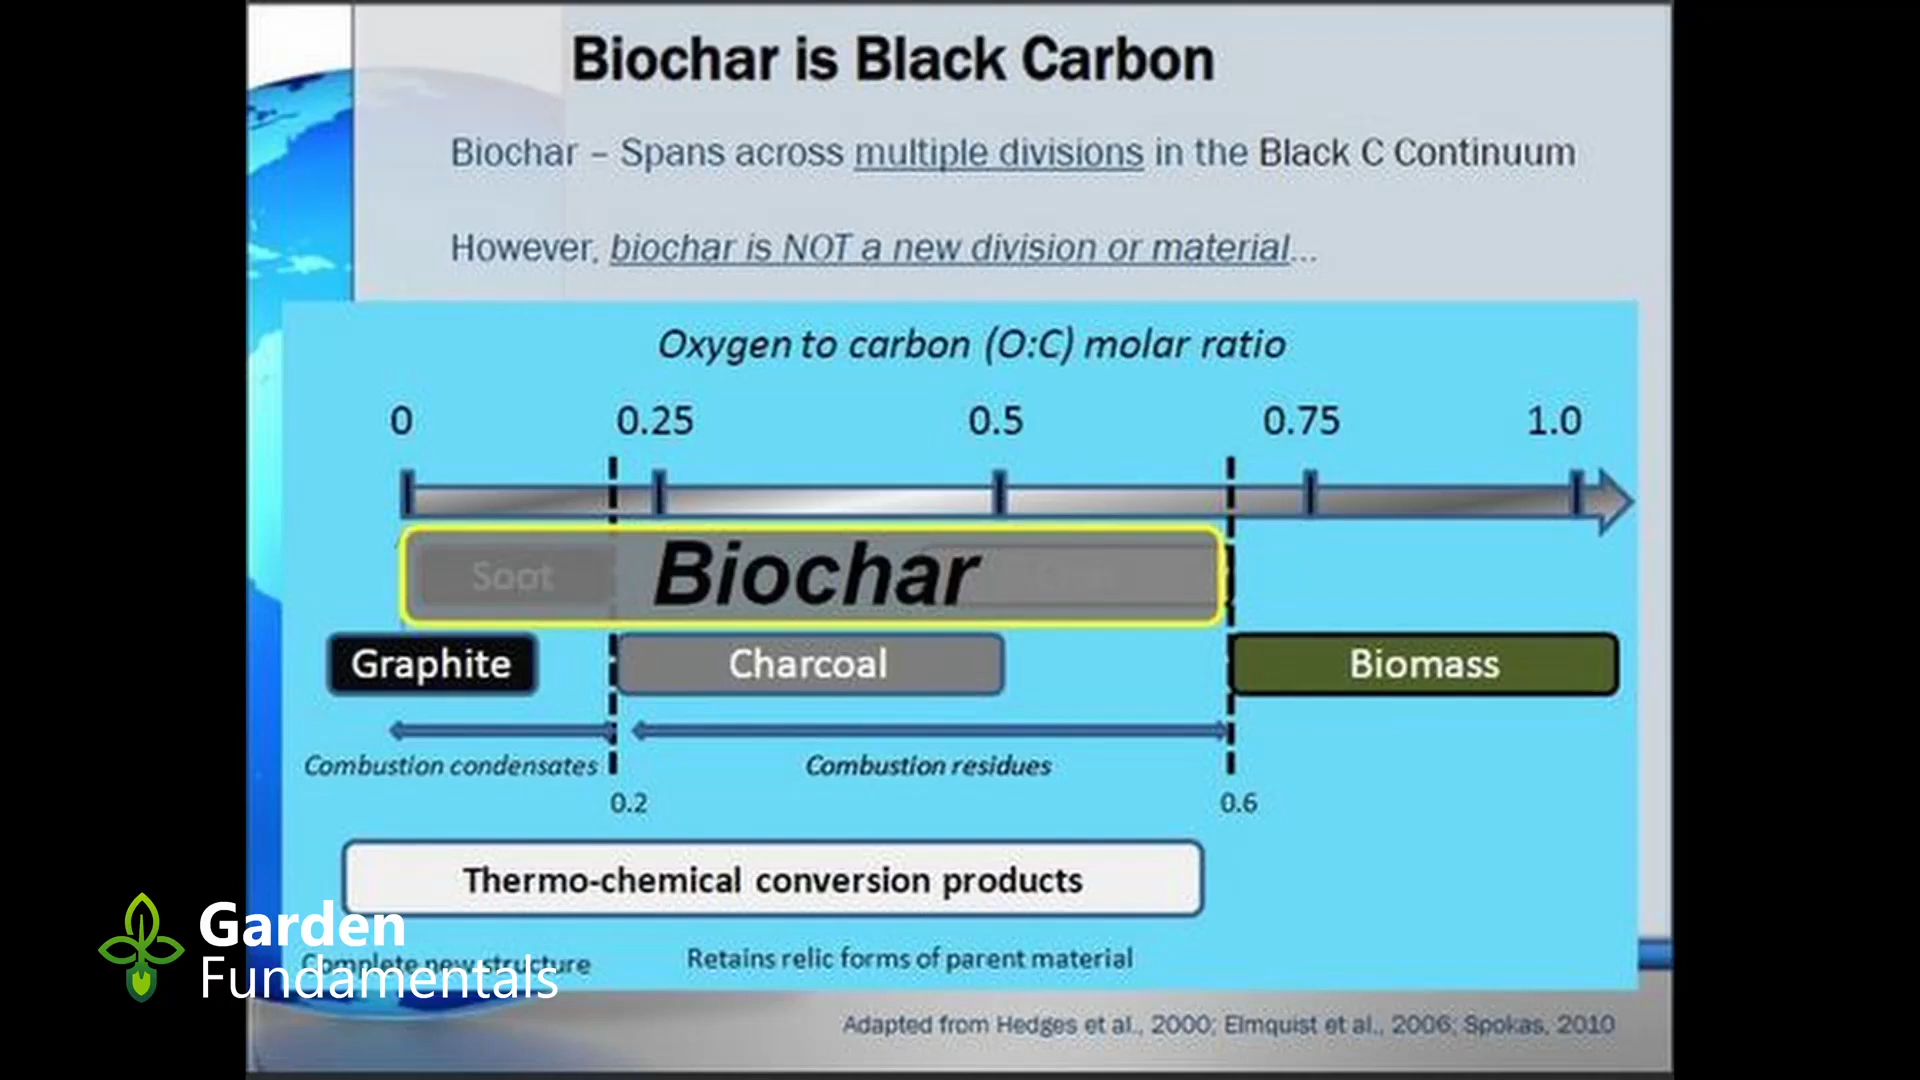 Biochar is Black Carbon
Biochar – Spans across multiple divisions in the Black C Continuum
However, biochar is NOT a new division or material...
Oxygen to carbon (O:C) molar ratio
0 0.25 0.5 0.75 1.0
Soot Biochar
Graphite Charcoal Biomass
Combustion condensates Combustion residues
0.2 0.6
Thermo-chemical conversion products
Garden
Fundamentals
Complete new structure Retains relic forms of parent material
Adapted from Hedges et al., 2000; Elmquist et al., 2006; Spokas, 2010